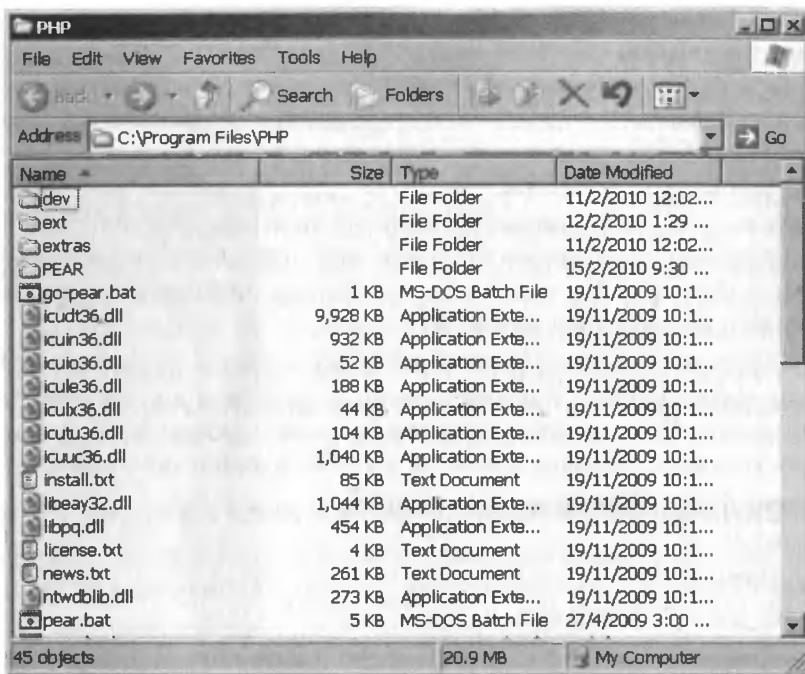 PHP
File Edit View Favorites Tools Help
Back Search Folders
Address C:\Program Files\PHP Go
Name Size Type Date Modified
dev File Folder 11/2/2010 12:02...
ext File Folder 12/2/2010 1:29 ...
extras File Folder 11/2/2010 12:02...
PEAR File Folder 15/2/2010 9:30 ...
go-pear.bat 1 KB MS-DOS Batch File 19/11/2009 10:1...
icudt36.dll 9,928 KB Application Exte... 19/11/2009 10:1...
icuin36.dll 932 KB Application Exte... 19/11/2009 10:1...
icuio36.dll 52 KB Application Exte... 19/11/2009 10:1...
icule36.dll 188 KB Application Exte... 19/11/2009 10:1...
iculx36.dll 44 KB Application Exte... 19/11/2009 10:1...
icutu36.dll 104 KB Application Exte... 19/11/2009 10:1...
icuuc36.dll 1,040 KB Application Exte... 19/11/2009 10:1...
install.txt 85 KB Text Document 19/11/2009 10:1...
libeay32.dll 1,044 KB Application Exte... 19/11/2009 10:1...
libpq.dll 454 KB Application Exte... 19/11/2009 10:1...
license.txt 4 KB Text Document 19/11/2009 10:1...
news.txt 261 KB Text Document 19/11/2009 10:1...
ntwdblib.dll 273 KB Application Exte... 19/11/2009 10:1...
pear.bat 5 KB MS-DOS Batch File 27/4/2009 3:00 ...
45 objects 20.9 MB My Computer